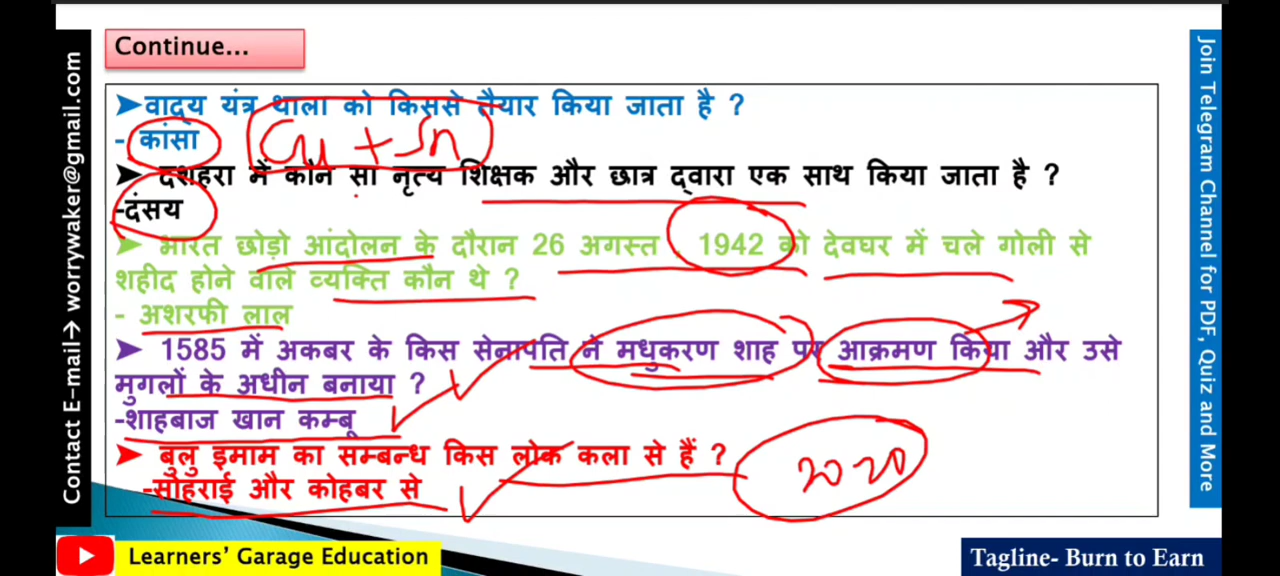 Continue...
Contact E-mail→ worrywaker@gmail.com
Join Telegram Channel for PDF, Quiz and More
➤वाद्य यंत्र थाला को किससे तैयार किया जाता है ?
- कांसा
Cu + Sn
➤ दशहरा में कौन सा नृत्य शिक्षक और छात्र द्वारा एक साथ किया जाता है ?
-दंसय
➤ भारत छोड़ो आंदोलन के दौरान 26 अगस्त 1942 को देवघर में चले गोली से
शहीद होने वाले व्यक्ति कौन थे ?
- अशरफी लाल
➤ 1585 में अकबर के किस सेनापति ने मधुकरण शाह पर आक्रमण किया और उसे
मुगलों के अधीन बनाया ?
-शाहबाज खान कम्बू
➤ बुलु इमाम का सम्बन्ध किस लोक कला से हैं ?
2020
-सोहराई और कोहबर से
Learners' Garage Education
Tagline- Burn to Earn